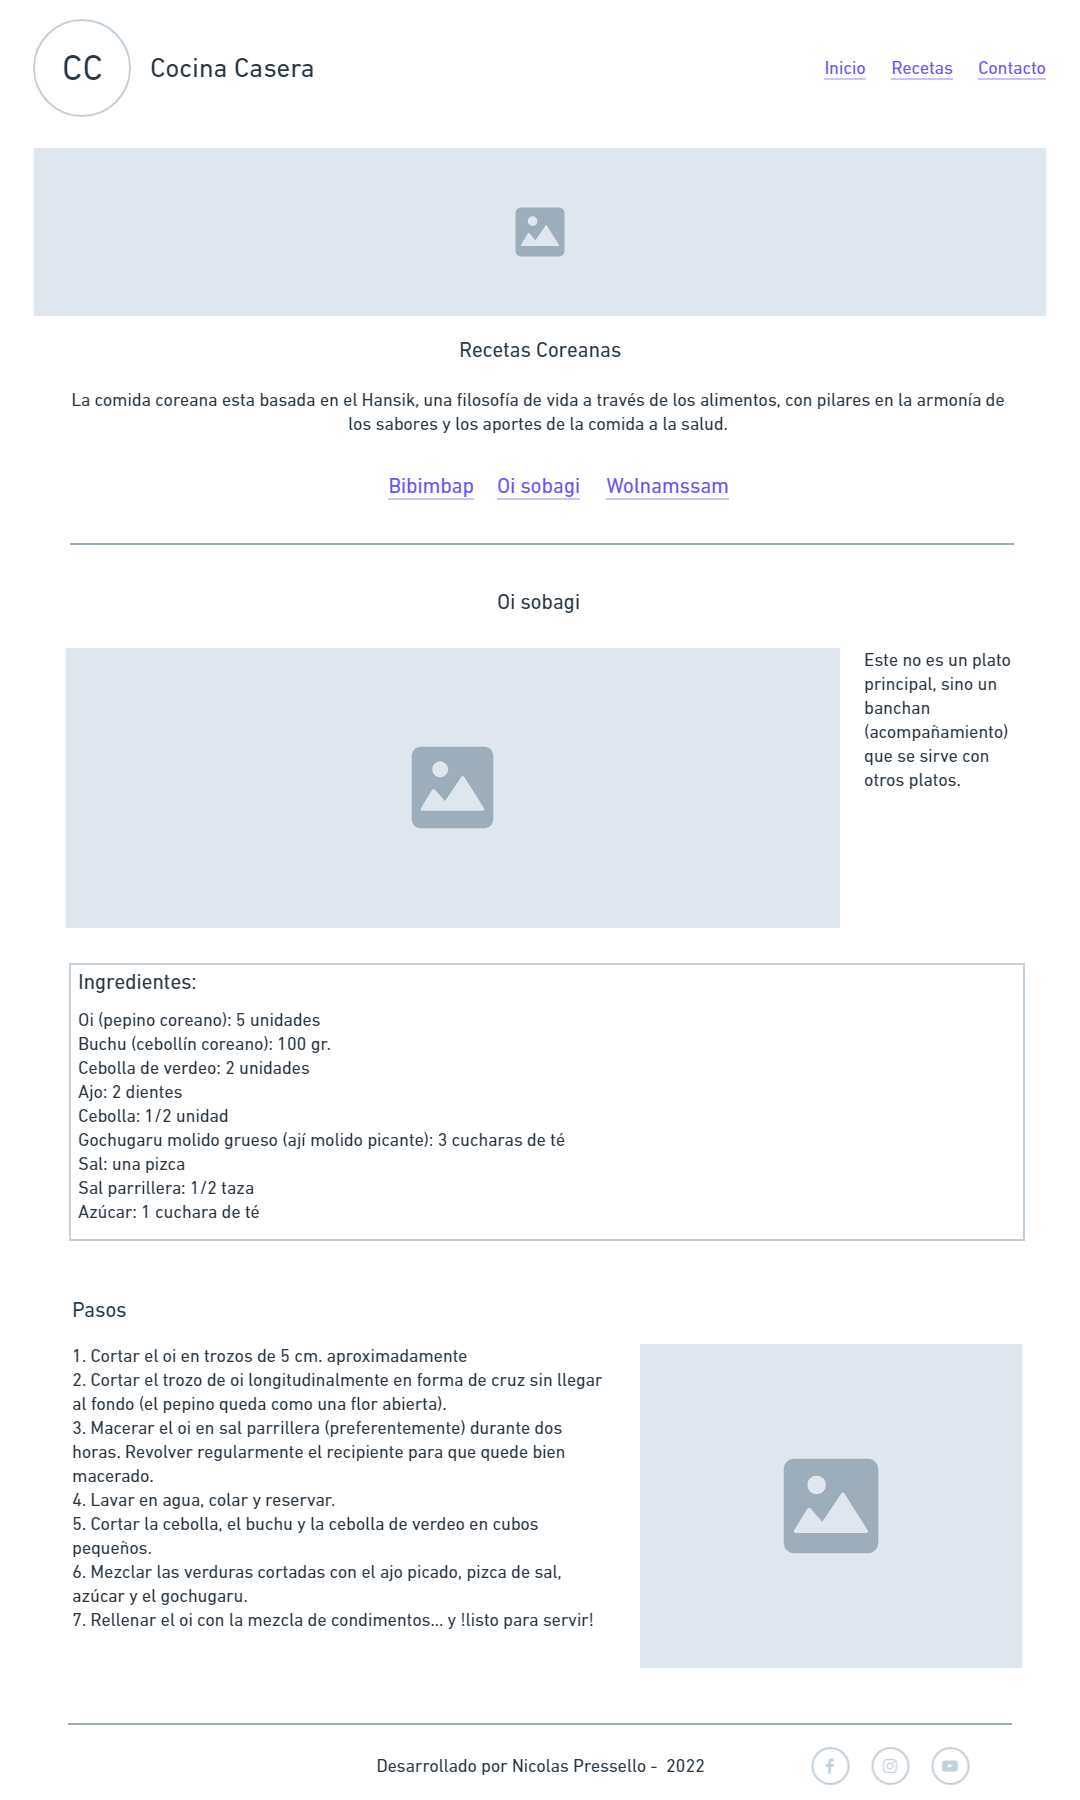 CC
Cocina Casera
Inicio Recetas Contacto
Recetas Coreanas
La comida coreana esta basada en el Hansik, una filosofía de vida a través de los alimentos, con pilares en la armonía de
los sabores y los aportes de la comida a la salud.
Bibimbap Oi sobagi Wolnamssam
Oi sobagi
Este no es un plato
principal, sino un
banchan
(acompañamiento)
que se sirve con
otros platos.
Ingredientes:
Oi (pepino coreano): 5 unidades
Buchu (cebollín coreano): 100 gr.
Cebolla de verdeo: 2 unidades
Ajo: 2 dientes
Cebolla: 1/2 unidad
Gochugaru molido grueso (ají molido picante): 3 cucharas de té
Sal: una pizca
Sal parrillera: 1/2 taza
Azúcar: 1 cuchara de té
Pasos
1. Cortar el oi en trozos de 5 cm. aproximadamente
2. Cortar el trozo de oi longitudinalmente en forma de cruz sin llegar
al fondo (el pepino queda como una flor abierta).
3. Macerar el oi en sal parrillera (preferentemente) durante dos
horas. Revolver regularmente el recipiente para que quede bien
macerado.
4. Lavar en agua, colar y reservar.
5. Cortar la cebolla, el buchu y la cebolla de verdeo en cubos
pequeños.
6. Mezclar las verduras cortadas con el ajo picado, pizca de sal,
azúcar y el gochugaru.
7. Rellenar el oi con la mezcla de condimentos... y !listo para servir!
Desarrollado por Nicolas Pressello - 2022